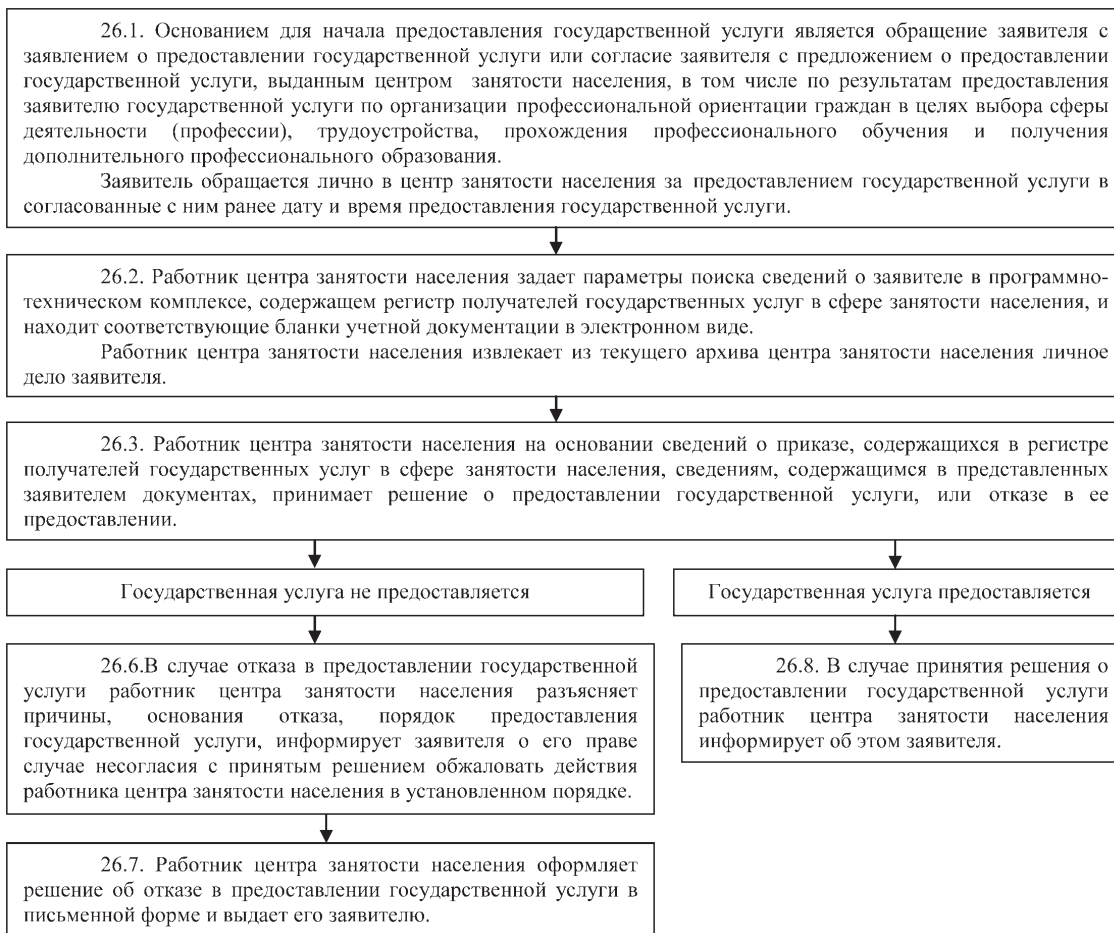 26.1. Основанием для начала предоставления государственной услуги является обращение заявителя с
заявлением о предоставлении государственной услуги или согласие заявителя с предложением о предоставлении
государственной услуги, выданным центром занятости населения, в том числе по результатам предоставления
заявителю государственной услуги по организации профессиональной ориентации граждан в целях выбора сферы
деятельности (профессии), трудоустройства, прохождения профессионального обучения и получения
дополнительного профессионального образования.
Заявитель обращается лично в центр занятости населения за предоставлением государственной услуги в
согласованные с ним ранее дату и время предоставления государственной услуги.
26.2. Работник центра занятости населения задает параметры поиска сведений о заявителе в программно-
техническом комплексе, содержащем регистр получателей государственных услуг в сфере занятости населения, и
находит соответствующие бланки учетной документации в электронном виде.
Работник центра занятости населения извлекает из текущего архива центра занятости населения личное
дело заявителя.
26.3. Работник центра занятости населения на основании сведений о приказе, содержащихся в регистре
получателей государственных услуг в сфере занятости населения, сведениям, содержащимся в представленных
заявителем документах, принимает решение о предоставлении государственной услуги, или отказе в ее
предоставлении.
Государственная услуга не предоставляется
Государственная услуга предоставляется
26.6.В случае отказа в предоставлении государственной
услуги работник центра занятости населения разъясняет
причины, основания отказа, порядок предоставления
государственной услуги, информирует заявителя о его праве
случае несогласия с принятым решением обжаловать действия
работника центра занятости населения в установленном порядке.
26.8. В случае принятия решения о
предоставлении государственной услуги
работник центра занятости населения
информирует об этом заявителя.
26.7. Работник центра занятости населения оформляет
решение об отказе в предоставлении государственной услуги в
письменной форме и выдает его заявителю.